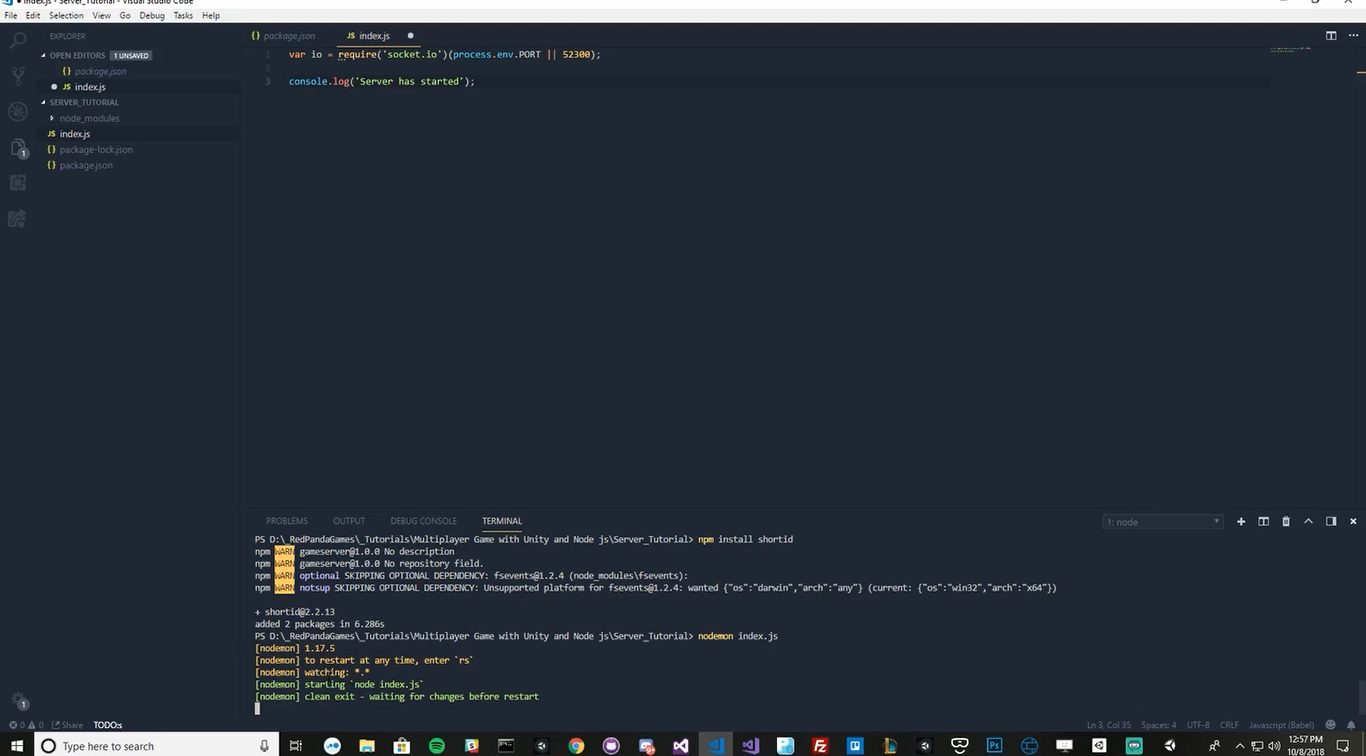 index.js - Server_Tutorial - Visual Studio Code
File Edit Selection View Go Debug Tasks Help
EXPLORER
OPEN EDITORS 1 UNSAVED
{} package.json
JS index.js
SERVER_TUTORIAL
node_modules
JS index.js
{} package-lock.json
{} package.json
1
1
{} package.json JS index.js
1 var io = require('socket.io')(process.env.PORT || 52300);
2
3 console.log('Server has started');
PROBLEMS OUTPUT DEBUG CONSOLE TERMINAL 1: node
PS D:\_RedPandaGames\_Tutorials\Multiplayer Game with Unity and Node js\Server_Tutorial> npm install shortid
npm WARN gameserver@1.0.0 No description
npm WARN gameserver@1.0.0 No repository field.
npm WARN optional SKIPPING OPTIONAL DEPENDENCY: fsevents@1.2.4 (node_modules\fsevents):
npm WARN notsup SKIPPING OPTIONAL DEPENDENCY: Unsupported platform for fsevents@1.2.4: wanted {"os":"darwin","arch":"any"} (current: {"os":"win32","arch":"x64"})
+ shortid@2.2.13
added 2 packages in 6.286s
PS D:\_RedPandaGames\_Tutorials\Multiplayer Game with Unity and Node js\Server_Tutorial> nodemon index.js
[nodemon] 1.17.5
[nodemon] to restart at any time, enter `rs`
[nodemon] watching: *.*
[nodemon] starting `node index.js`
[nodemon] clean exit - waiting for changes before restart
0 0 Share TODO:s Ln 3, Col 35 Spaces: 4 UTF-8 CRLF Javascript (Babel)
Type here to search
Ps
12:57 PM
10/8/2018